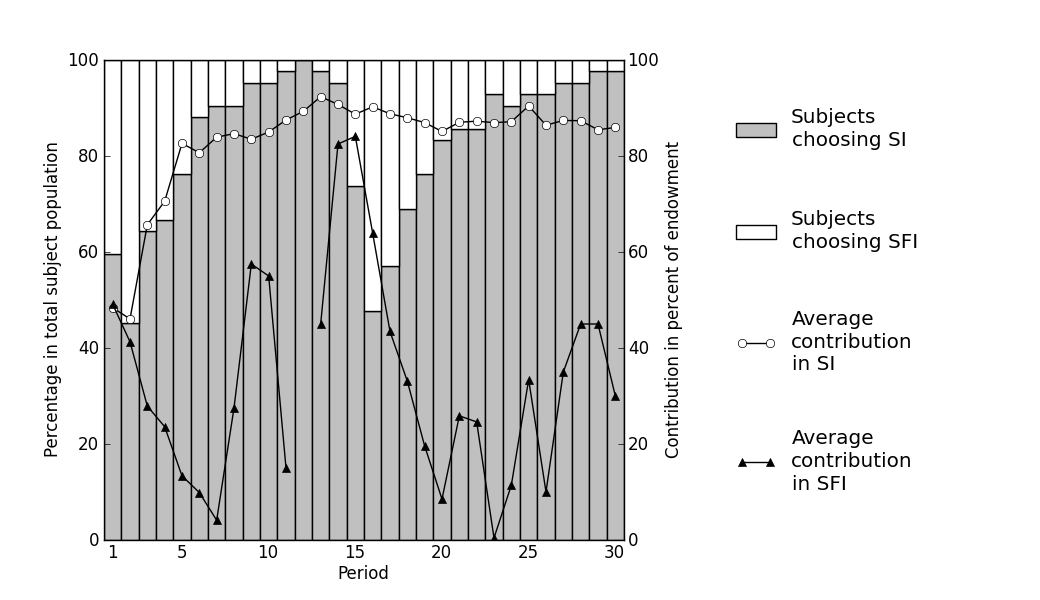 100
80
60
40
20
0
Percentage in total subject population
100
80
60
40
20
0
Contribution in percent of endowment
1 5 10 15 20 25 30
Period
Subjects
choosing SI
Subjects
choosing SFI
Average
contribution
in SI
Average
contribution
in SFI